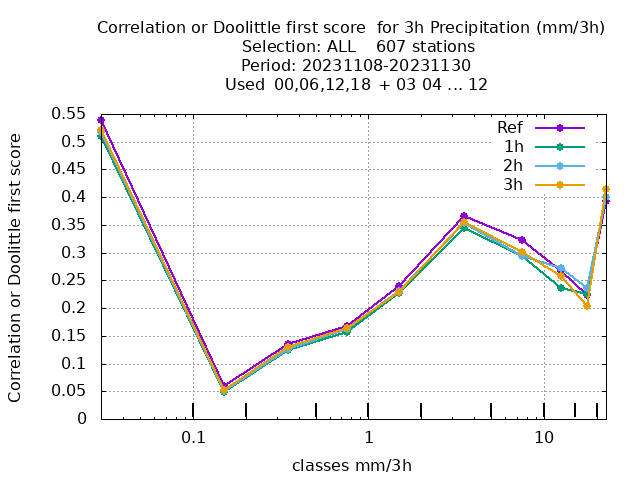 Correlation or Doolittle first score  for 3h Precipitation (mm/3h)
Selection: ALL    607 stations
Period: 20231108-20231130
Used  00,06,12,18  + 03 04 ... 12
Correlation or Doolittle first score
0.55
0.5
0.45
0.4
0.35
0.3
0.25
0.2
0.15
0.1
0.05
0
Ref
1h
2h
3h
0.1
1
10
classes mm/3h